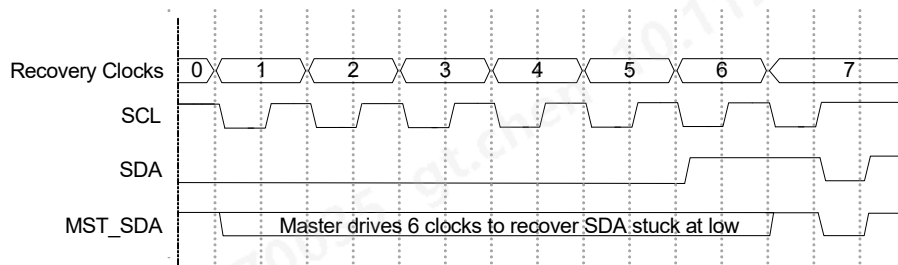 Recovery Clocks 0 1 2 3 4 5 6 7
SCL
SDA
MST_SDA Master drives 6 clocks to recover SDA stuck at low